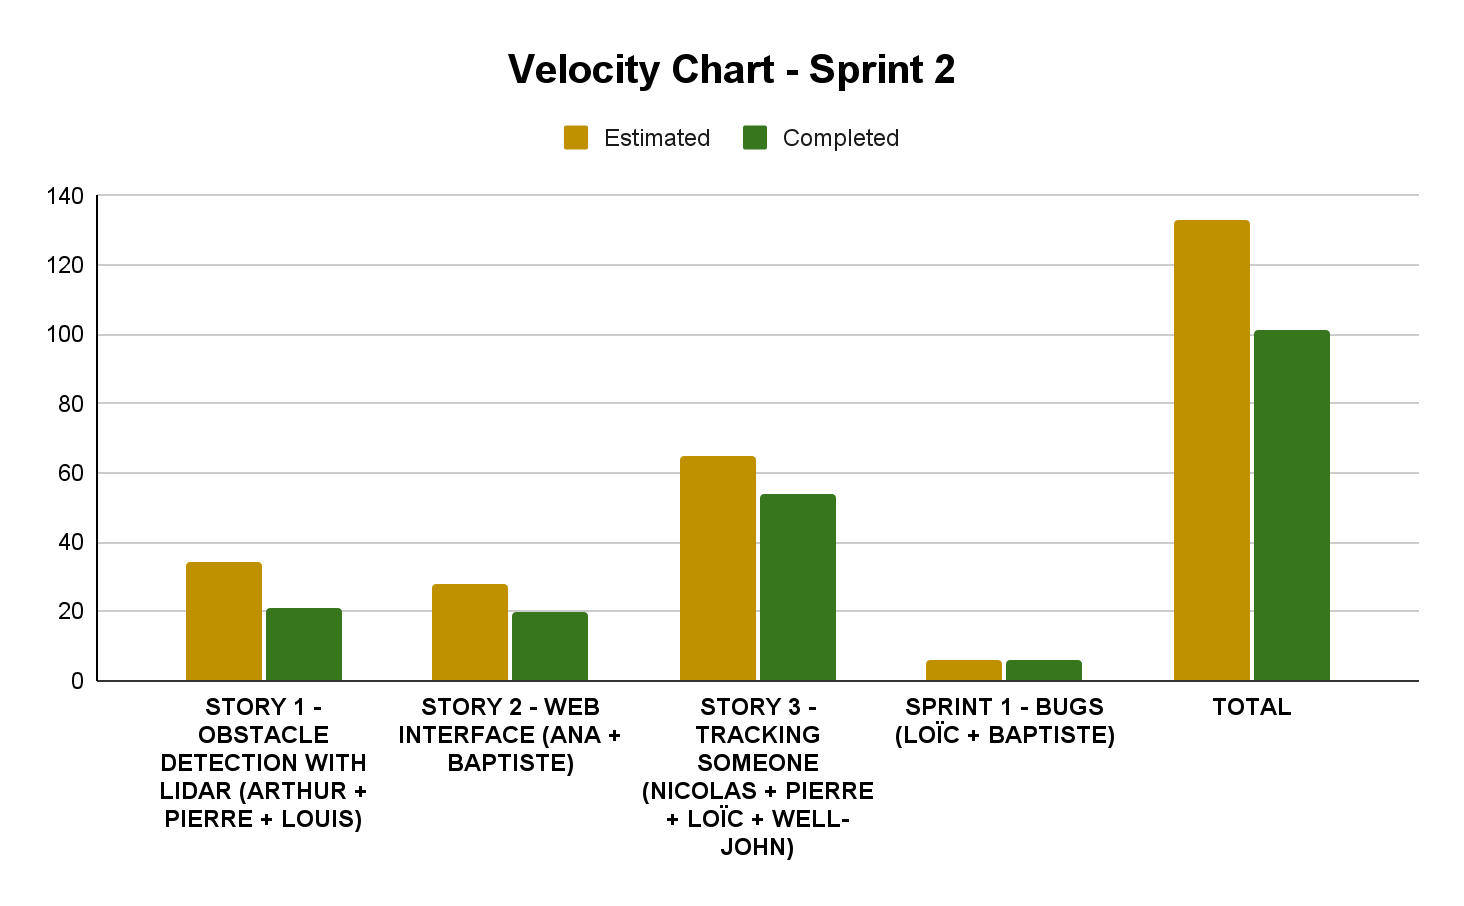 Velocity Chart - Sprint 2
Estimated Completed
140
120
100
80
60
40
20
0
STORY 1 -
OBSTACLE
DETECTION WITH
LIDAR (ARTHUR +
PIERRE + LOUIS)
STORY 2 - WEB
INTERFACE (ANA +
BAPTISTE)
STORY 3 -
TRACKING
SOMEONE
(NICOLAS + PIERRE
+ LOÏC + WELL-
JOHN)
SPRINT 1 - BUGS
(LOÏC + BAPTISTE)
TOTAL